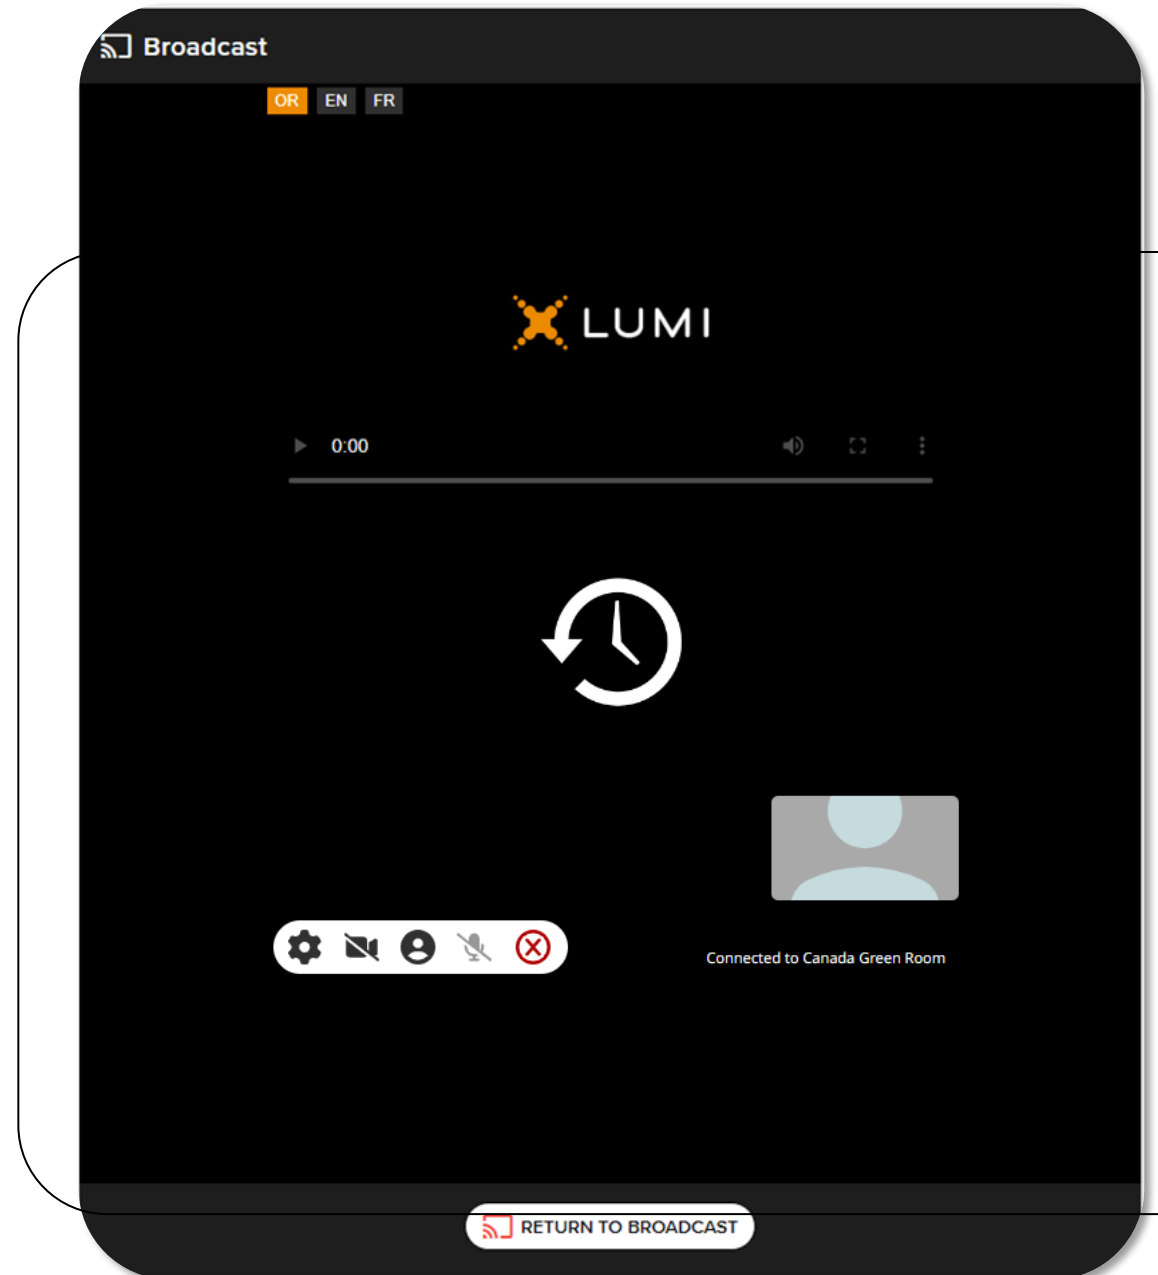 Broadcast
OR EN FR
LUMI
0:00
Connected to Canada Green Room
RETURN TO BROADCAST